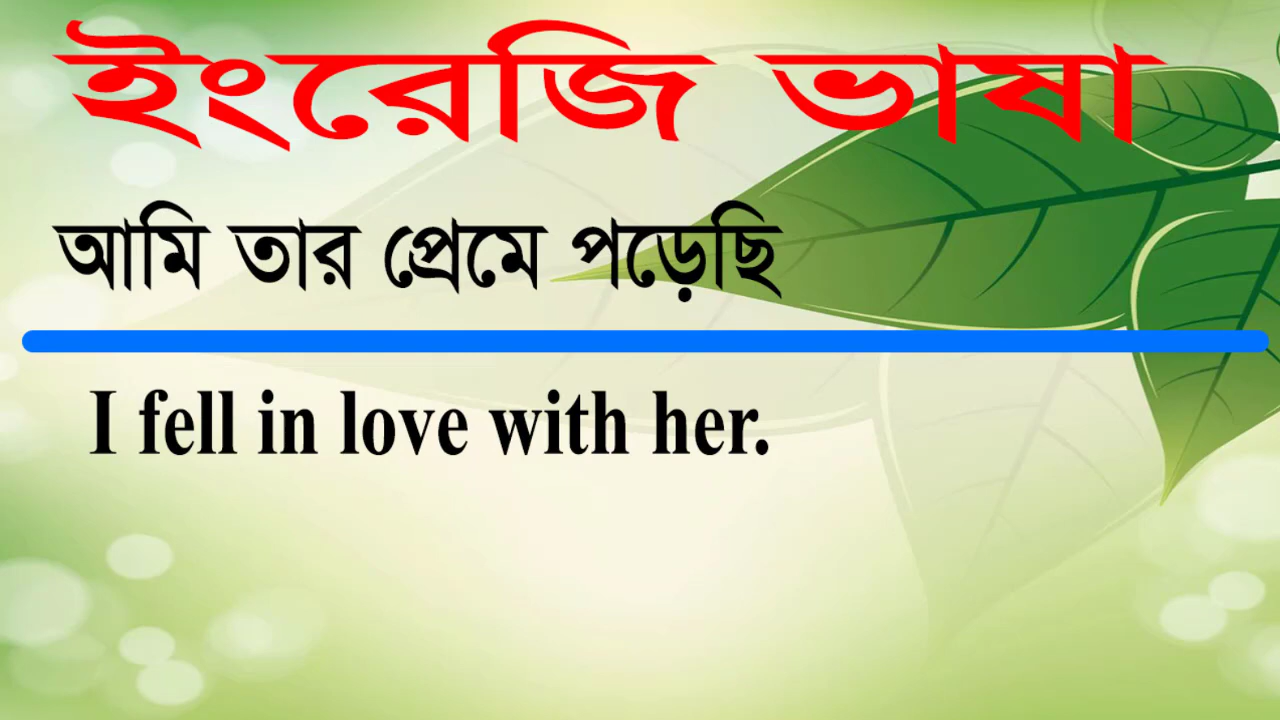 ইংরেজি ভাষা
আমি তার প্রেমে পড়েছি
I fell in love with her.